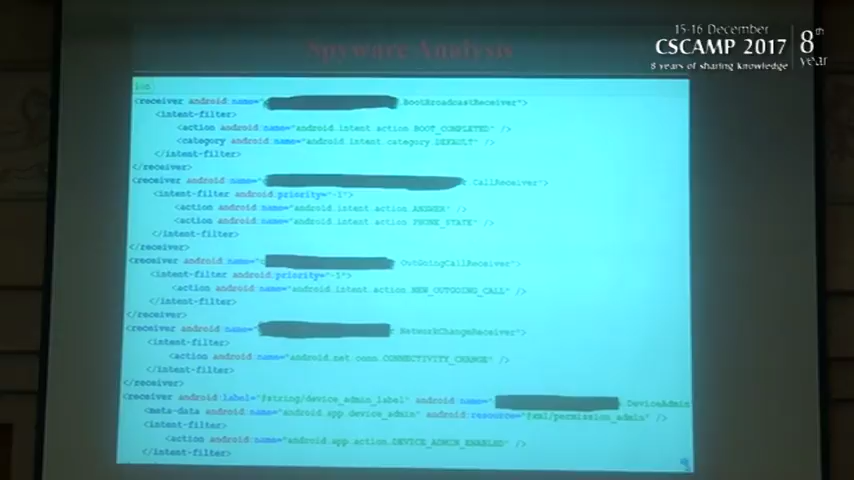 15-16 December
CSCAMP 2017
8th year
8 years of sharing knowledge
Spyware Analysis
<receiver android:name=" .BootBroadcastReceiver">
<intent-filter>
<action android:name="android.intent.action.BOOT_COMPLETED" />
<category android:name="android.intent.category.DEFAULT" />
</intent-filter>
</receiver>
<receiver android:name=" .CallReceiver">
<intent-filter android:priority="-1">
<action android:name="android.intent.action.ANSWER" />
<action android:name="android.intent.action.PHONE_STATE" />
</intent-filter>
</receiver>
<receiver android:name=" OutGoingCallReceiver">
<intent-filter android:priority="-1">
<action android:name="android.intent.action.NEW_OUTGOING_CALL" />
</intent-filter>
</receiver>
<receiver android:name=" NetworkChangeReceiver">
<intent-filter>
<action android:name="android.net.conn.CONNECTIVITY_CHANGE" />
</intent-filter>
</receiver>
<receiver android:label="@string/device_admin_label" android:name=" .DeviceAdmin
<meta-data android:name="android.app.device_admin" android:resource="@xml/permission_admin" />
<intent-filter>
<action android:name="android.app.action.DEVICE_ADMIN_ENABLED" />
</intent-filter>